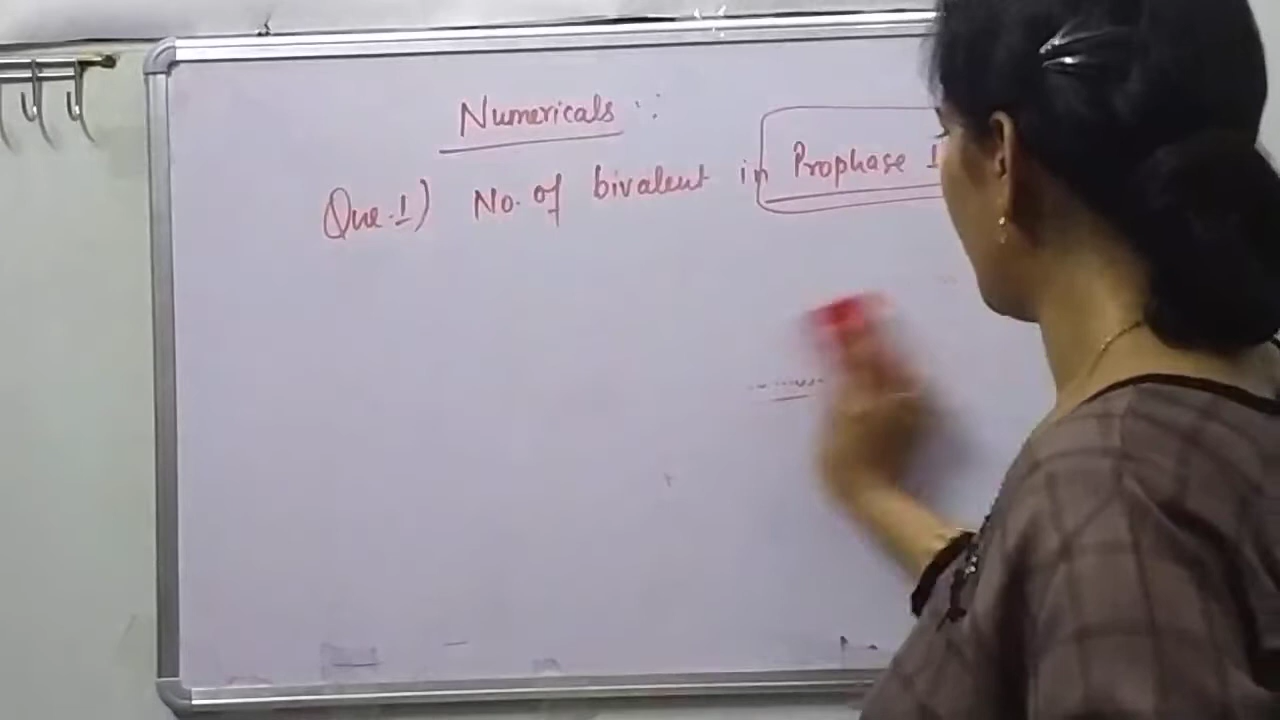 Numericals :-
Que.1) No. of bivalent in Prophase I